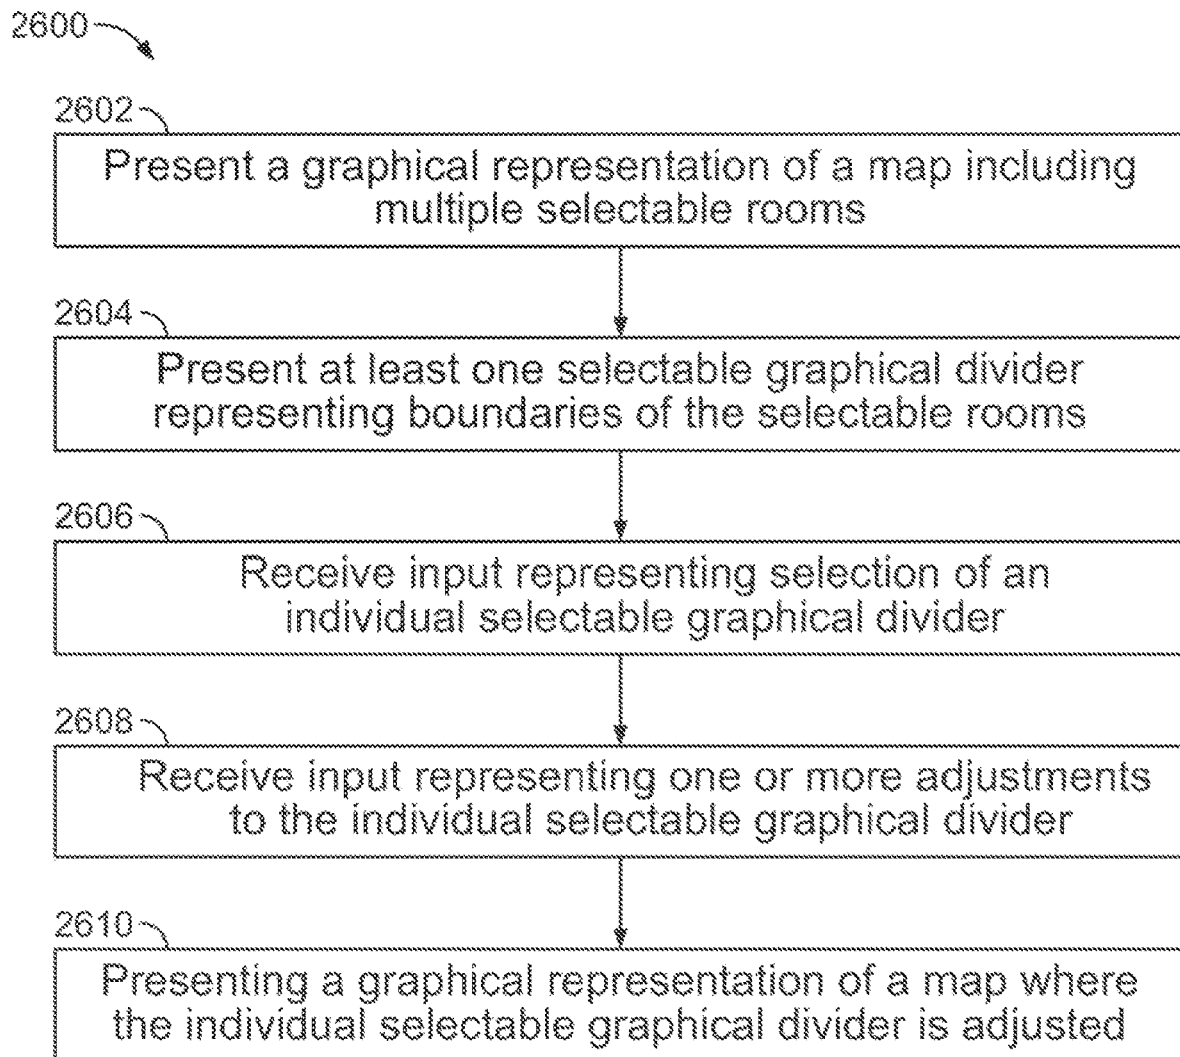 2600
2602
Present a graphical representation of a map including
multiple selectable rooms
2604
Present at least one selectable graphical divider
representing boundaries of the selectable rooms
2606
Receive input representing selection of an
individual selectable graphical divider
2608
Receive input representing one or more adjustments
to the individual selectable graphical divider
2610
Presenting a graphical representation of a map where
the individual selectable graphical divider is adjusted